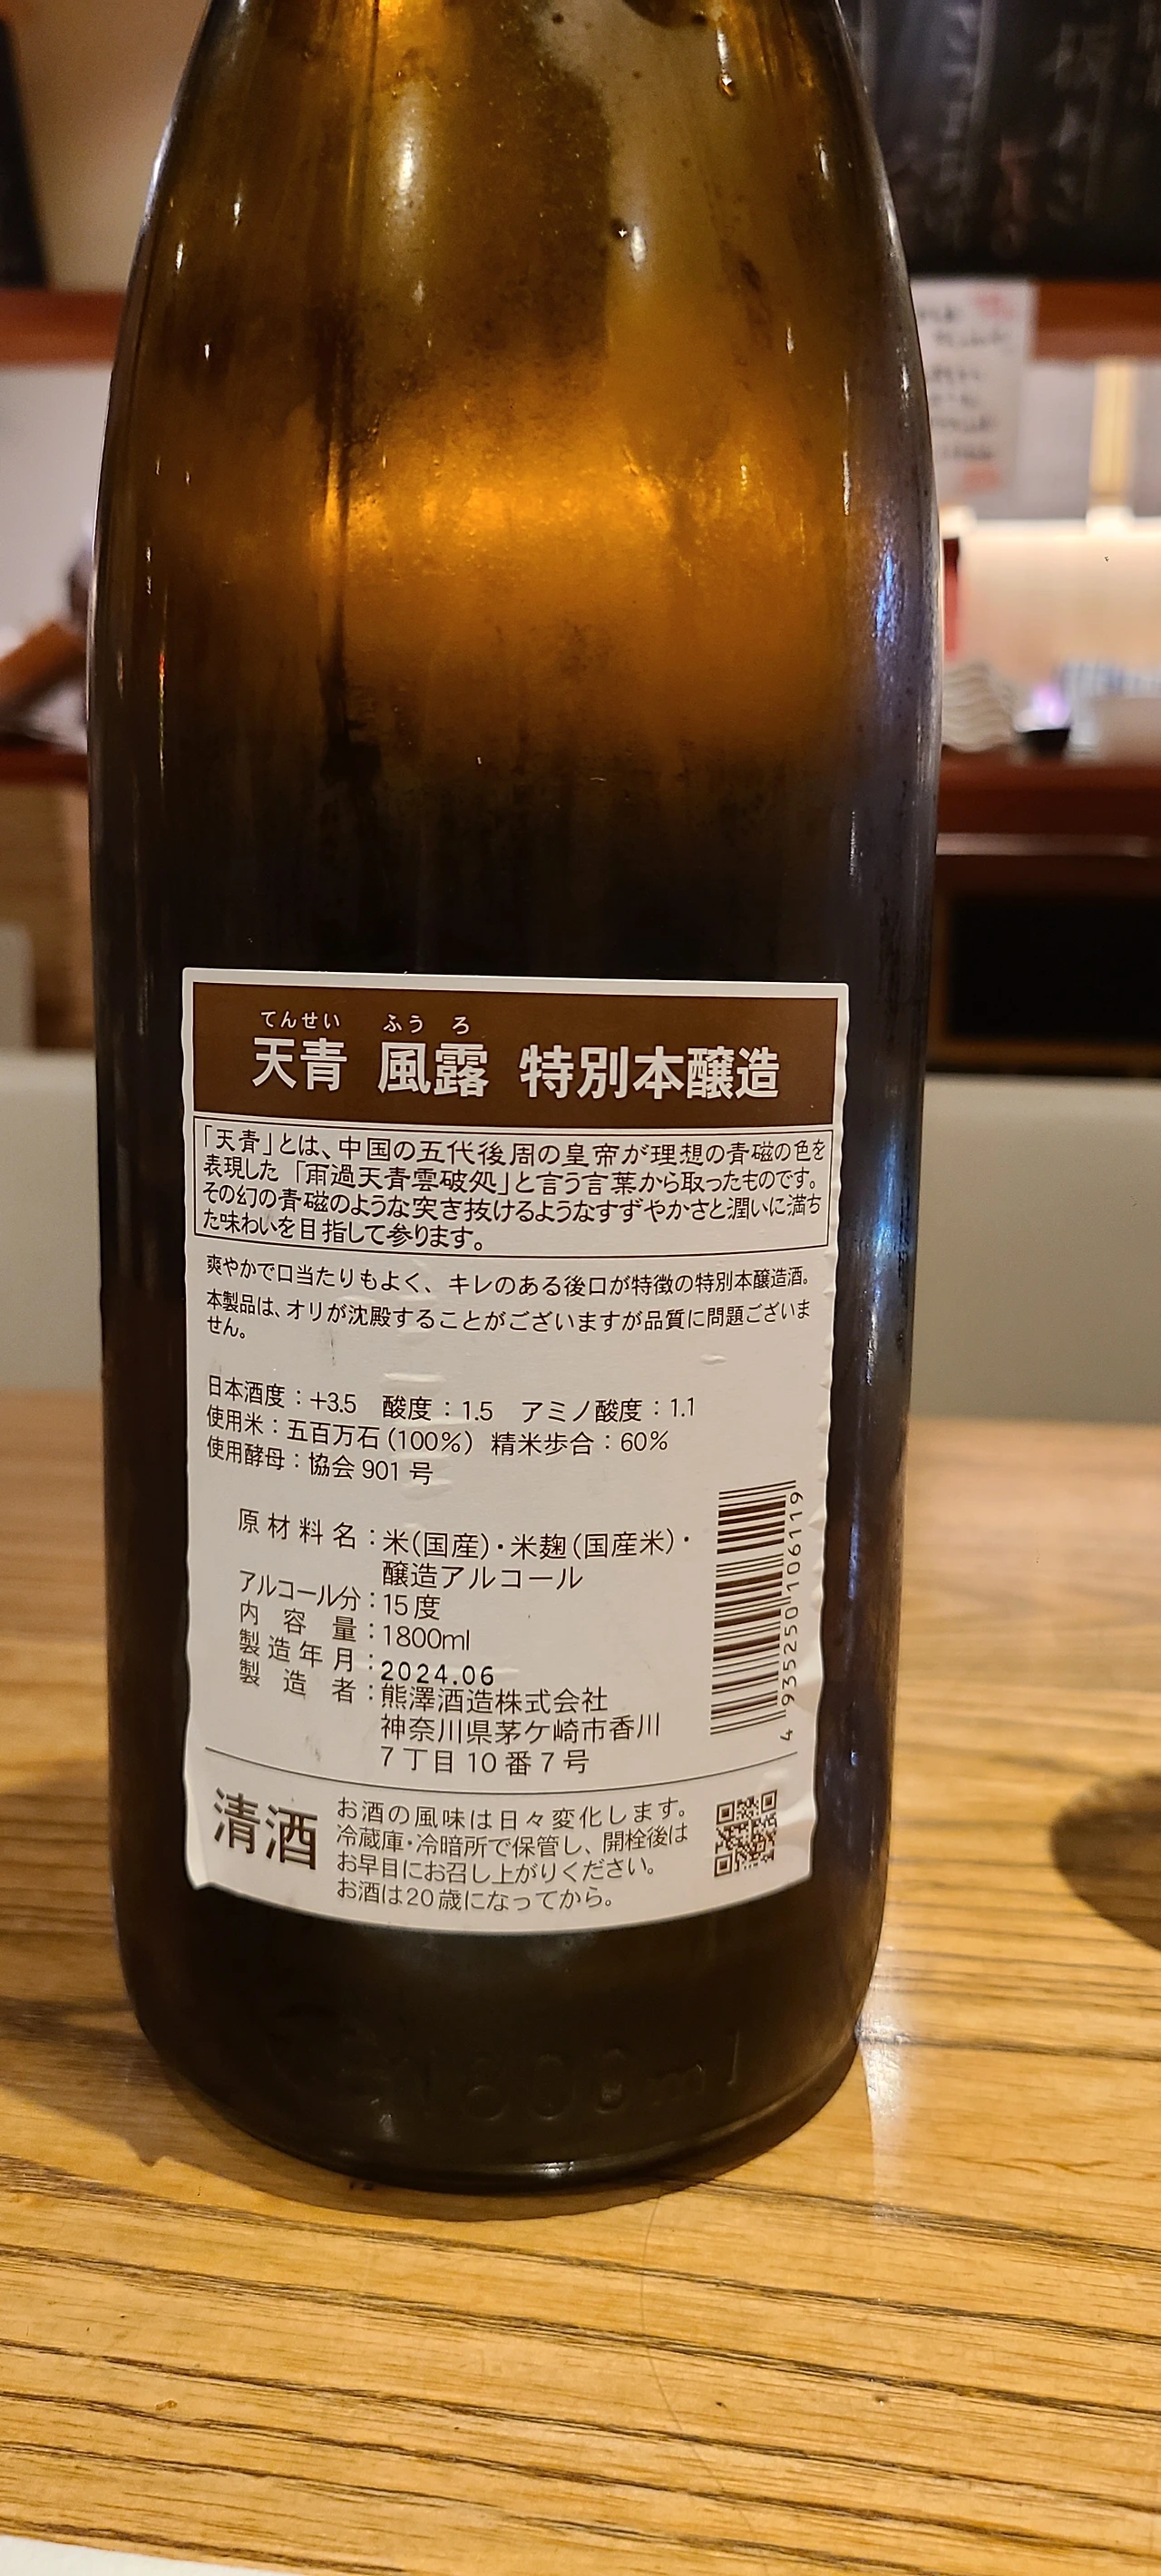 てんせい ふうろ
天青 風露 特別本醸造
「天青」とは、中国の五代後周の皇帝が理想の青磁の色を
表現した「雨過天青雲破処」と言う言葉から取ったものです。
その幻の青磁のような突き抜けるようなすずやかさと潤いに満ち
た味わいを目指して参ります。
爽やかで口当たりもよく、キレのある後口が特徴の特別本醸造酒。
本製品は、オリが沈殿することがございますが品質に問題ございま
せん。
日本酒度：+3.5 酸度：1.5 アミノ酸度：1.1
使用米：五百万石(100%) 精米歩合：60%
使用酵母：協会901号
原材料名：米(国産)・米麹(国産米)・
醸造アルコール
アルコール分：15度
内容量：1800ml
製造年月：2024.06
製造者：熊澤酒造株式会社
神奈川県茅ケ崎市香川
7丁目10番7号
4 935250 106119
清酒
お酒の風味は日々変化します。
冷蔵庫・冷暗所で保管し、開栓後は
お早目にお召し上がりください。
お酒は20歳になってから。
1800ml